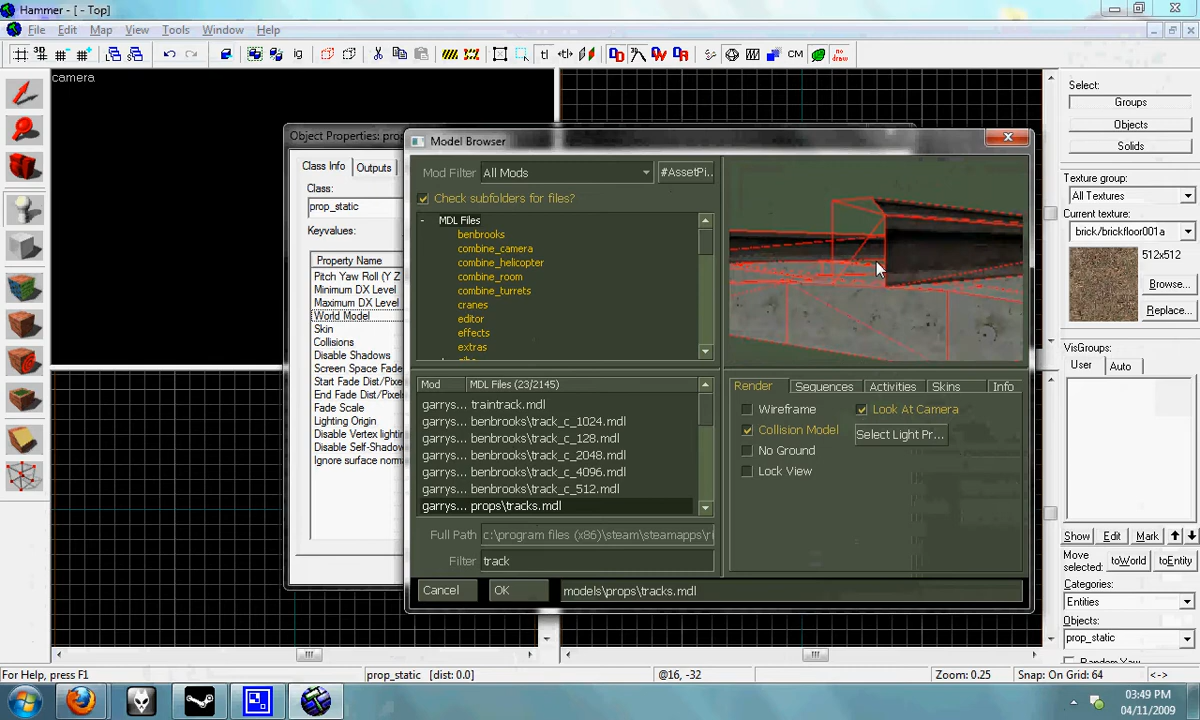 Hammer - [ - Top]
File Edit Map View Tools Window Help
3D ig tl CM no draw
camera
Select:
Groups
Objects
Solids
Texture group:
All Textures
Current texture:
brick/brickfloor001a
512x512
Browse...
Replace...
VisGroups:
User Auto
Show Edit Mark
Move selected: toWorld toEntity
Categories:
Entities
Objects:
prop_static
Object Properties: prop
Class Info Outputs
Class:
prop_static
Keyvalues:
Property Name
Pitch Yaw Roll (Y Z
Minimum DX Level
Maximum DX Level
World Model
Skin
Collisions
Disable Shadows
Screen Space Fade
Start Fade Dist/Pixel
End Fade Dist/Pixel
Fade Scale
Lighting Origin
Disable Vertex lightin
Disable Self-Shadow
Ignore surface norma
Model Browser
Mod Filter All Mods #AssetPi..
Check subfolders for files?
- MDL Files
benbrooks
combine_camera
combine_helicopter
combine_room
combine_turrets
cranes
editor
effects
extras
Mod MDL Files (23/2145)
garrys... traintrack.mdl
garrys... benbrooks\track_c_1024.mdl
garrys... benbrooks\track_c_128.mdl
garrys... benbrooks\track_c_2048.mdl
garrys... benbrooks\track_c_4096.mdl
garrys... benbrooks\track_c_512.mdl
garrys... props\tracks.mdl
Full Path c:\program files (x86)\steam\steamapps\r
Filter track
Cancel OK models\props\tracks.mdl
Render Sequences Activities Skins Info
Wireframe Look At Camera
Collision Model Select Light Pr...
No Ground
Lock View
For Help, press F1 prop_static [dist: 0.0] @16, -32 Zoom: 0.25 Snap: On Grid: 64 <->
03:49 PM
04/11/2009